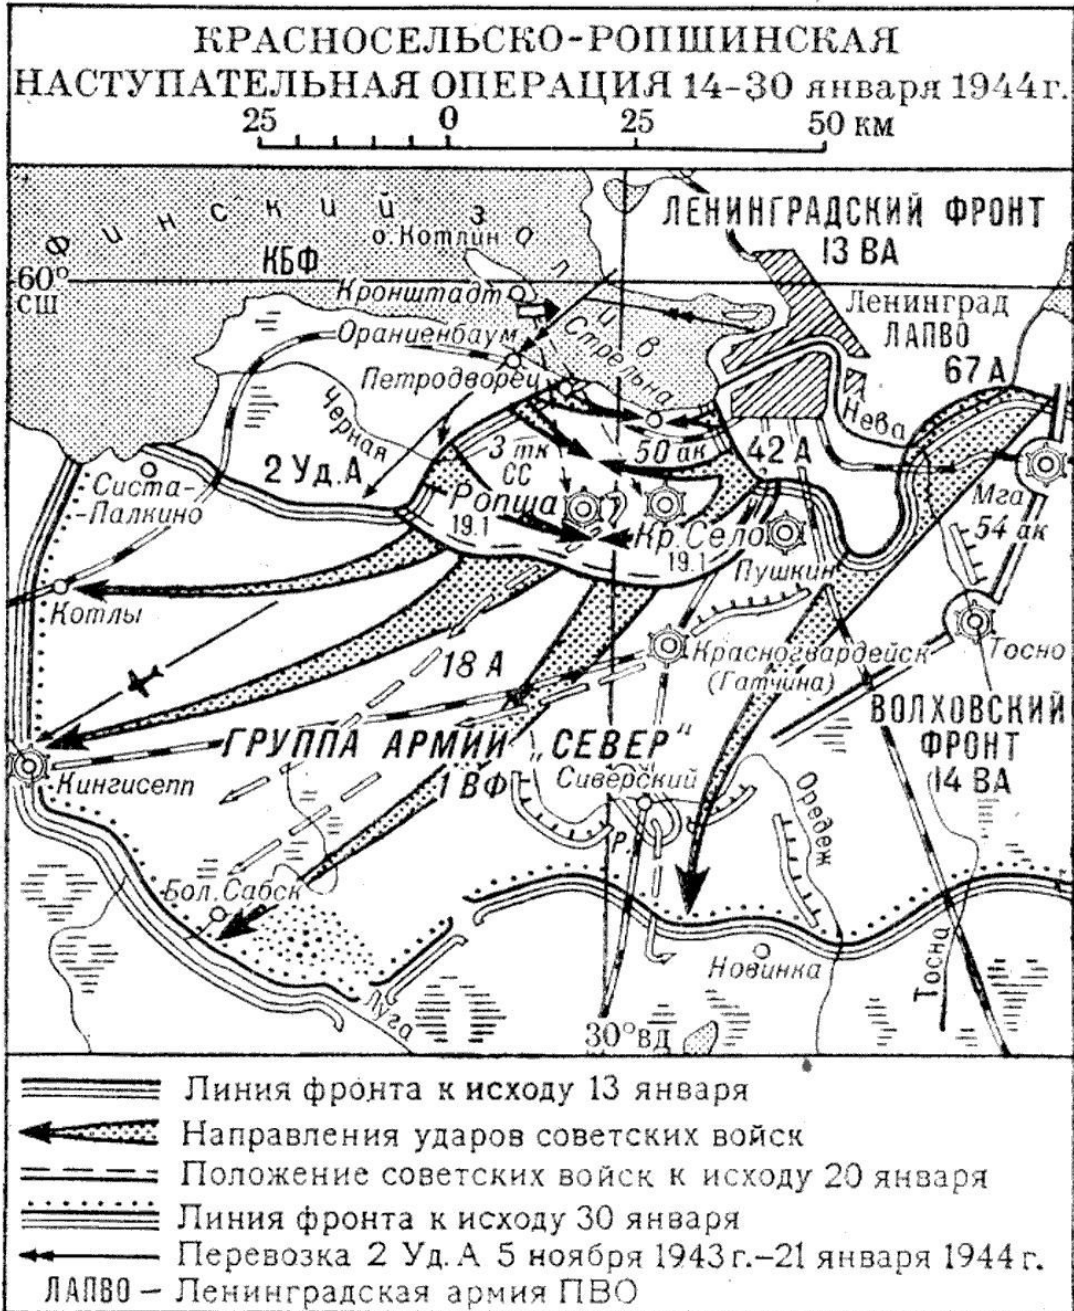 КРАСНОСЕЛЬСКО-РОПШИНСКАЯ
НАСТУПАТЕЛЬНАЯ ОПЕРАЦИЯ 14-30 января 1944г.
25 0 25 50 км
Финский залив
о. Котлин
КБФ
ЛЕНИНГРАДСКИЙ ФРОНТ
13 ВА
60°
СШ
Кронштадт
Ленинград
ЛАПВО
Ораниенбаум
Стрельна
67 А
Петродворец
Нева
Черная
3 тк
СС
50 ак
42 А
2 Уд.А
Систа-
-Палкино
Ропша
19.1
Кр. Село
19.1
Мга
54 ак
Пушкин
Котлы
18 А
Красногвардейск
(Гатчина)
Тосно
ГРУППА АРМИЙ „СЕВЕР"
ВОЛХОВСКИЙ
ФРОНТ
14 ВА
Кингисепп
1 ВФ
Сиверский
р.
Оредеж
Бол. Сабск
Новинка
Тосна
Луга
30°вд
Линия фронта к исходу 13 января
Направления ударов советских войск
Положение советских войск к исходу 20 января
Линия фронта к исходу 30 января
Перевозка 2 Уд.А 5 ноября 1943г.-21 января 1944г.
ЛАПВО – Ленинградская армия ПВО